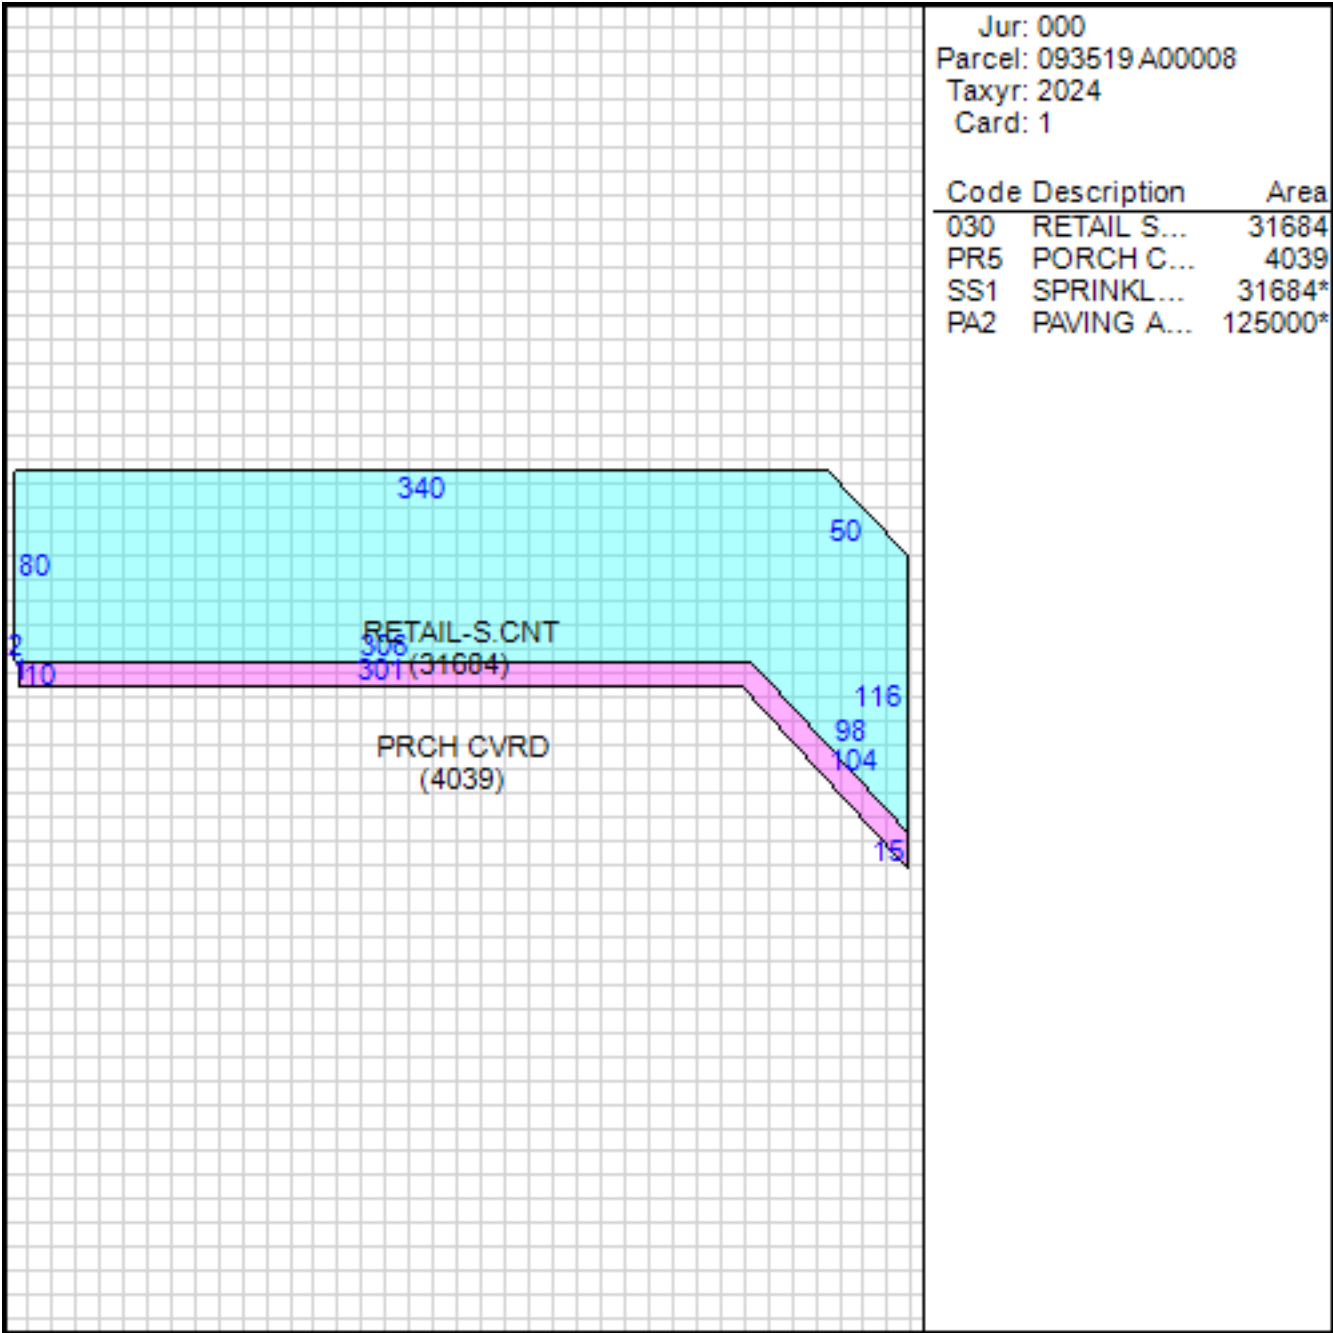 Jur: 000
Parcel: 093519 A00008
Taxyr: 2024
Card: 1
Code Description Area
030 RETAIL S... 31684
PR5 PORCH C... 4039
SS1 SPRINKL... 31684*
PA2 PAVING A... 125000*
340
50
80
RETAIL-S.CNT
2
306
(31684)
301
10
116
98
104
PRCH CVRD
(4039)
15